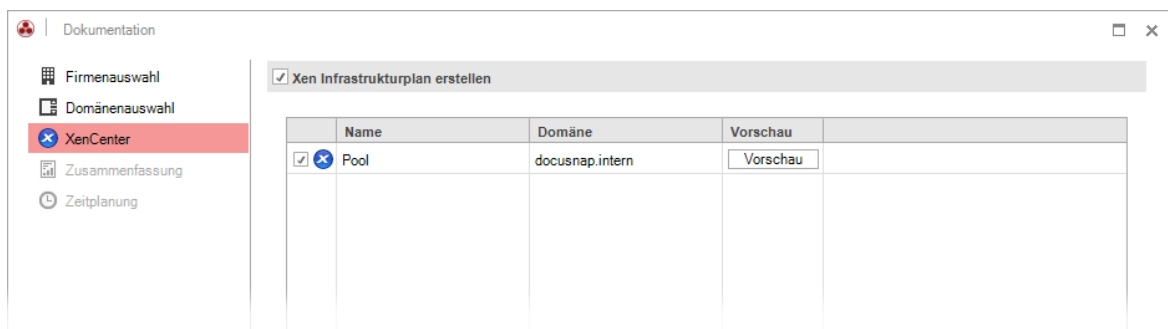 Dokumentation
Firmenauswahl
Domänenauswahl
XenCenter
Zusammenfassung
Zeitplanung
Xen Infrastrukturplan erstellen
Name Domäne Vorschau
Pool docusnap.intern Vorschau